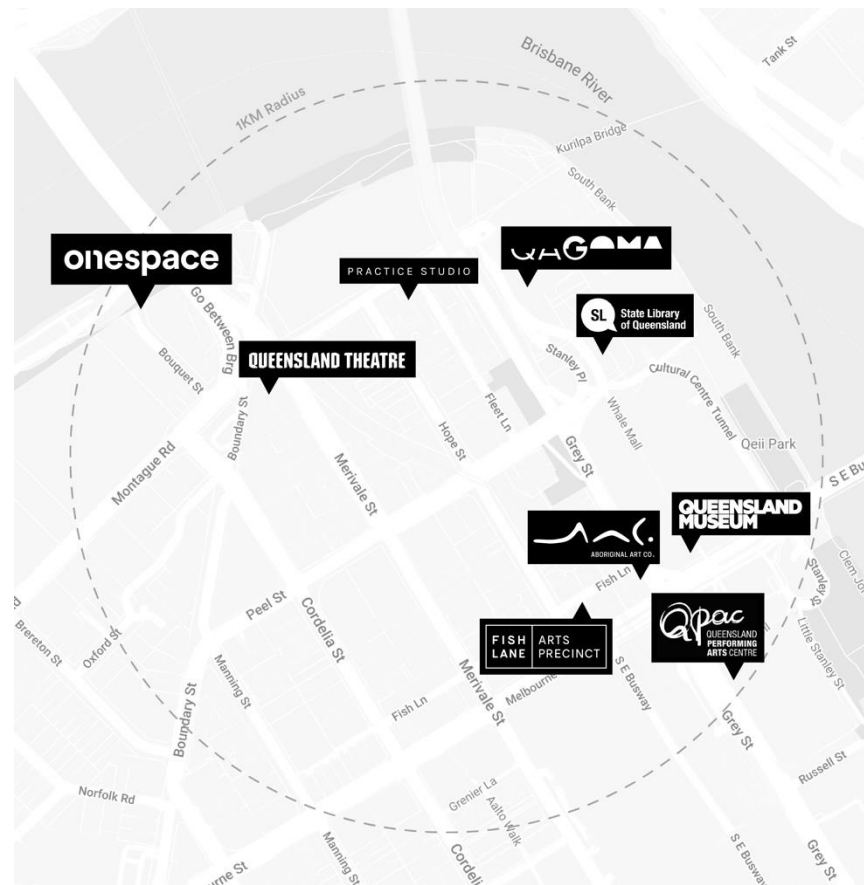 Tank St
Brisbane River
1KM Radius
Kurilpa Bridge
South Bank
onespace
PRACTICE STUDIO
QAGOMA
SL
State Library
of Queensland
Go Between Brg
South Bank
QUEENSLAND THEATRE
Bouquet St
Stanley Pl
Cultural Centre Tunnel
Fleet Ln
Whale Mall
Boundary St
Hope St
Grey St
Qeii Park
Montague Rd
Merivale St
S E Bu
QUEENSLAND
MUSEUM
ABORIGINAL ART CO.
Fish Ln
Stanley St
Peel St
Cordelia St
FISH
LANE
ARTS
PRECINCT
Qpac
QUEENSLAND
PERFORMING
ARTS CENTRE
Little Stanley St
Brereton St
Oxford St
Manning St
Merivale St
Melbourne
S E Busway
Fish Ln
Boundary St
Grey St
Russell St
Norfolk Rd
Grenier La
Aalto Walk
Manning St
Cordeli
S E Busway
Grey St
urne St